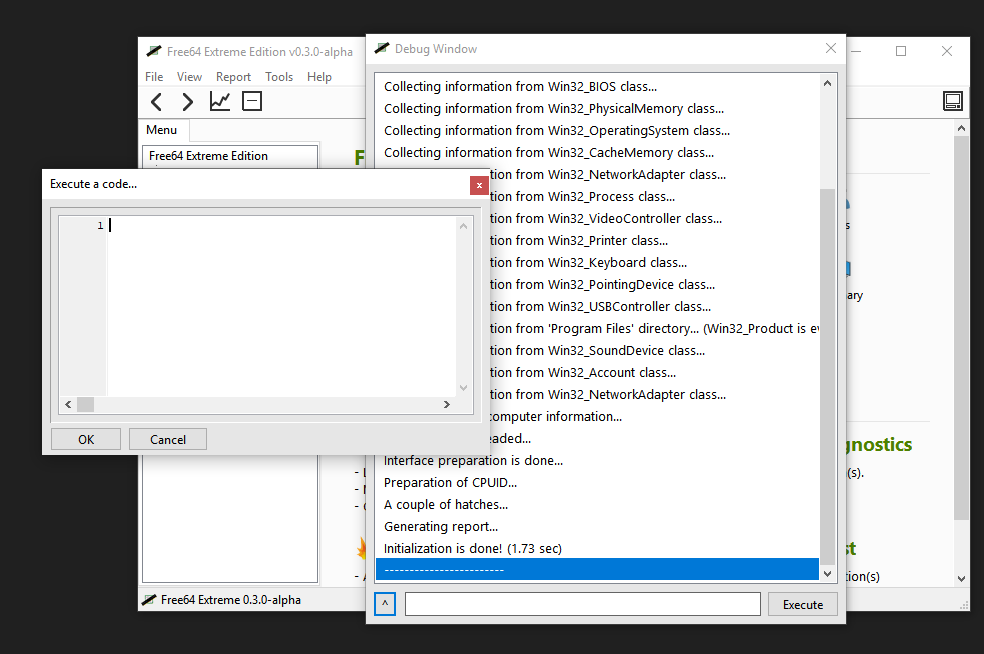 Free64 Extreme Edition v0.3.0-alpha
File View Report Tools Help
Menu
Free64 Extreme Edition
F
Execute a code...
x
1
OK
Cancel
Debug Window
Collecting information from Win32_BIOS class...
Collecting information from Win32_PhysicalMemory class...
Collecting information from Win32_OperatingSystem class...
Collecting information from Win32_CacheMemory class...
tion from Win32_NetworkAdapter class...
tion from Win32_Process class...
tion from Win32_VideoController class...
tion from Win32_Printer class...
tion from Win32_Keyboard class...
tion from Win32_PointingDevice class...
tion from Win32_USBController class...
tion from 'Program Files' directory... (Win32_Product is ev
tion from Win32_SoundDevice class...
tion from Win32_Account class...
tion from Win32_NetworkAdapter class...
computer information...
eaded...
Interface preparation is done...
Preparation of CPUID...
A couple of hatches...
Generating report...
Initialization is done! (1.73 sec)
------------------------
^
Execute
s
ary
gnostics
(s).
st
tion(s)
Free64 Extreme 0.3.0-alpha